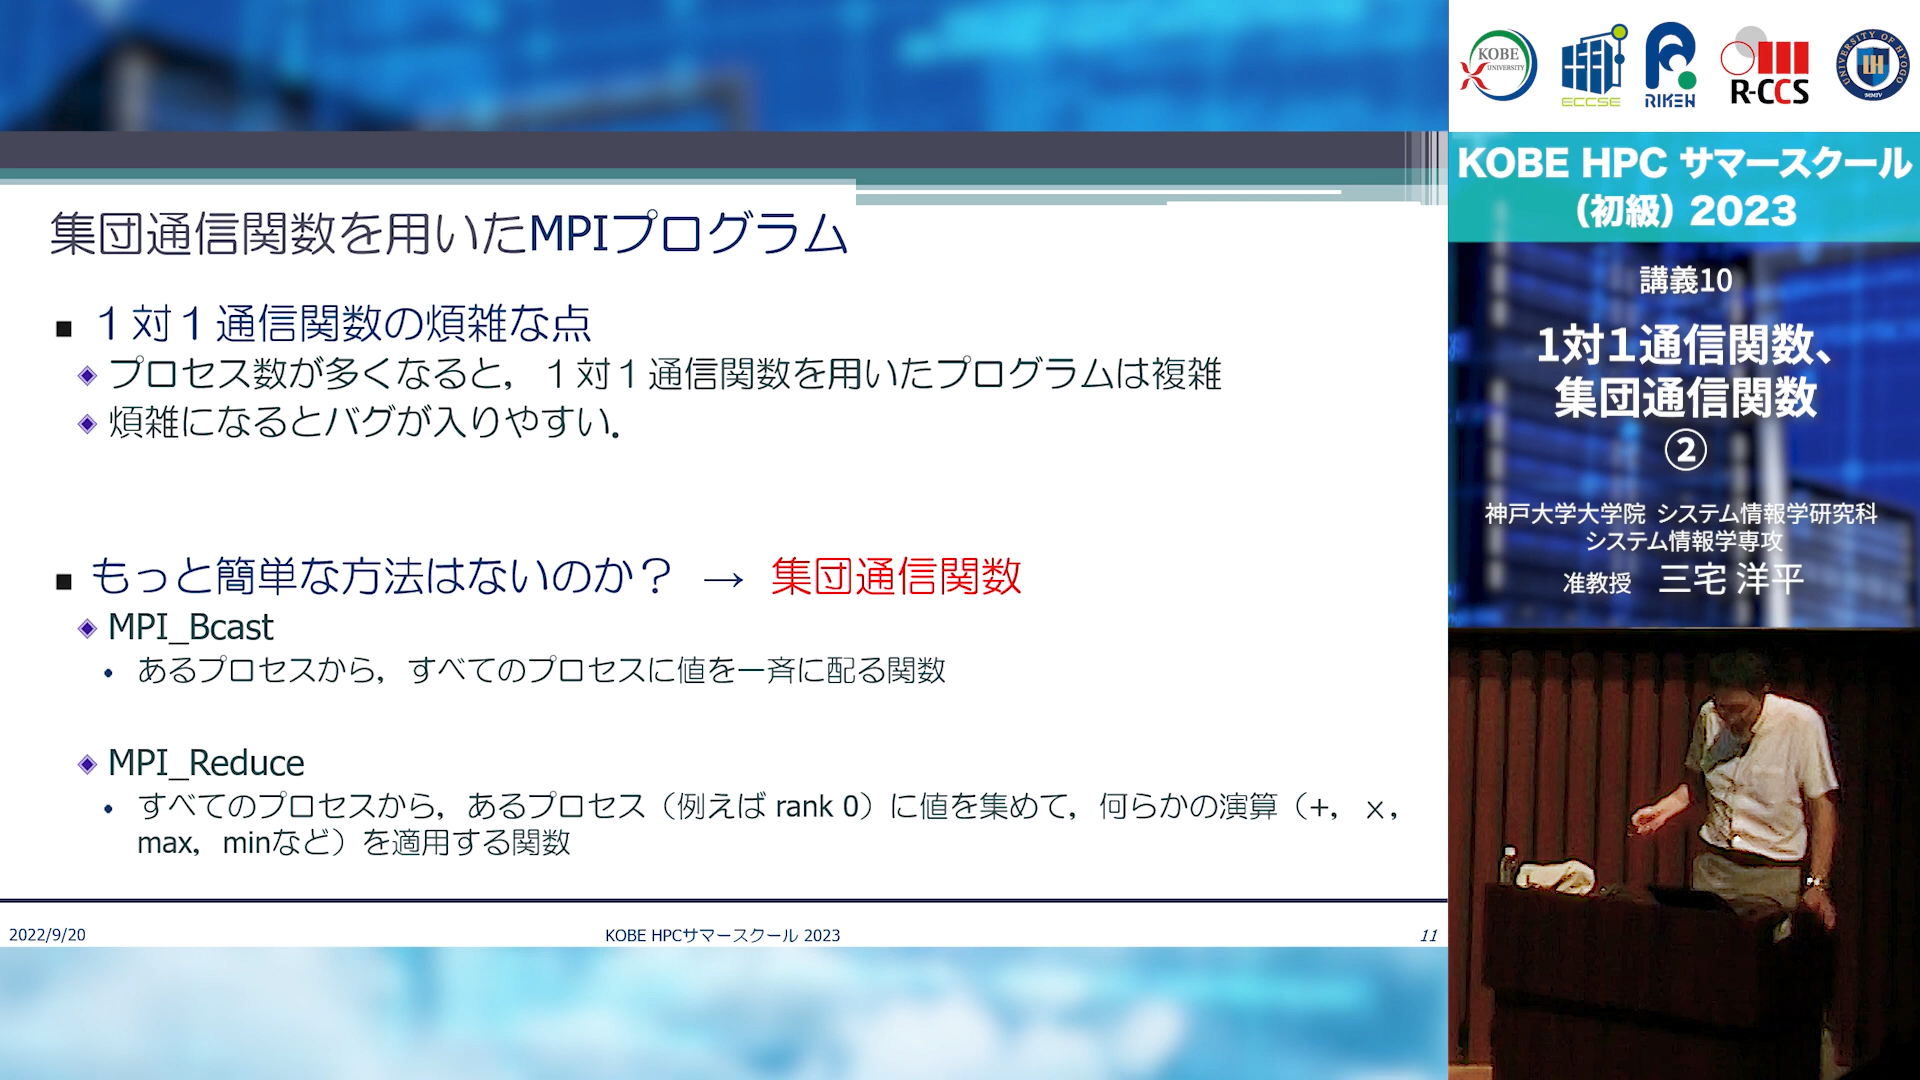 集団通信関数を用いたMPIプログラム
１対１通信関数の煩雑な点
プロセス数が多くなると，１対１通信関数を用いたプログラムは複雑
煩雑になるとバグが入りやすい．
もっと簡単な方法はないのか？ → 集団通信関数
MPI_Bcast
あるプロセスから，すべてのプロセスに値を一斉に配る関数
MPI_Reduce
すべてのプロセスから，あるプロセス（例えば rank 0）に値を集めて，何らかの演算（+，×，
max，minなど）を適用する関数
2022/9/20
KOBE HPCサマースクール 2023
11
KOBE
UNIVERSITY
ECCSE
RIKEN
R-CCS
UNIVERSITY OF HYOGO
UH
MMIV
KOBE HPC サマースクール
（初級）2023
講義10
1対1通信関数、
集団通信関数
②
神戸大学大学院 システム情報学研究科
システム情報学専攻
准教授 三宅 洋平